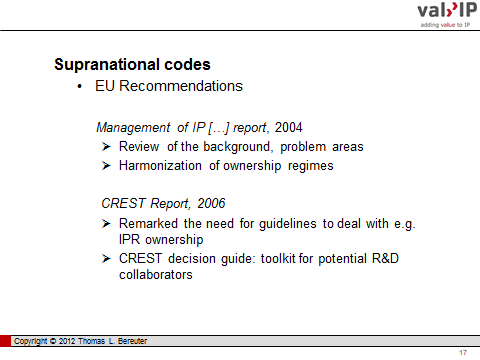 val>>IP
adding value to IP
Supranational codes
• EU Recommendations
Management of IP […] report, 2004
➢ Review of the background, problem areas
➢ Harmonization of ownership regimes
CREST Report, 2006
➢ Remarked the need for guidelines to deal with e.g.
IPR ownership
➢ CREST decision guide: toolkit for potential R&D
collaborators
Copyright © 2012 Thomas L. Bereuter
17